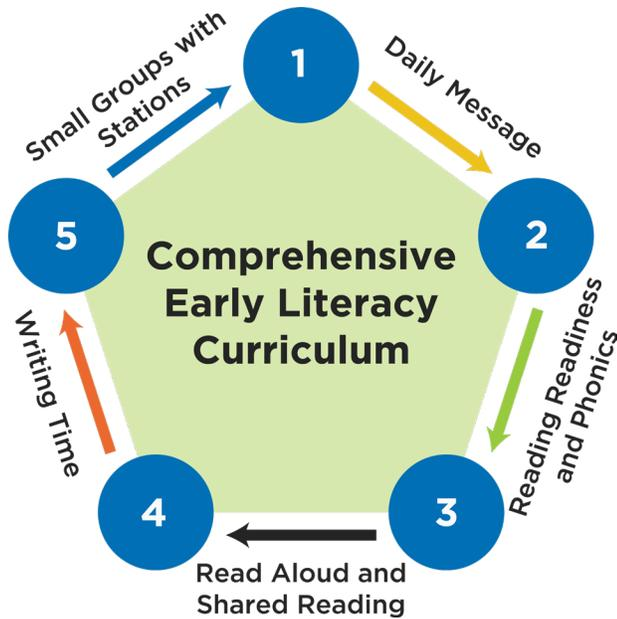 1
Daily Message
2
Reading Readiness
and Phonics
3
Read Aloud and
Shared Reading
4
Writing Time
5
Small Groups with
Stations
Comprehensive
Early Literacy
Curriculum